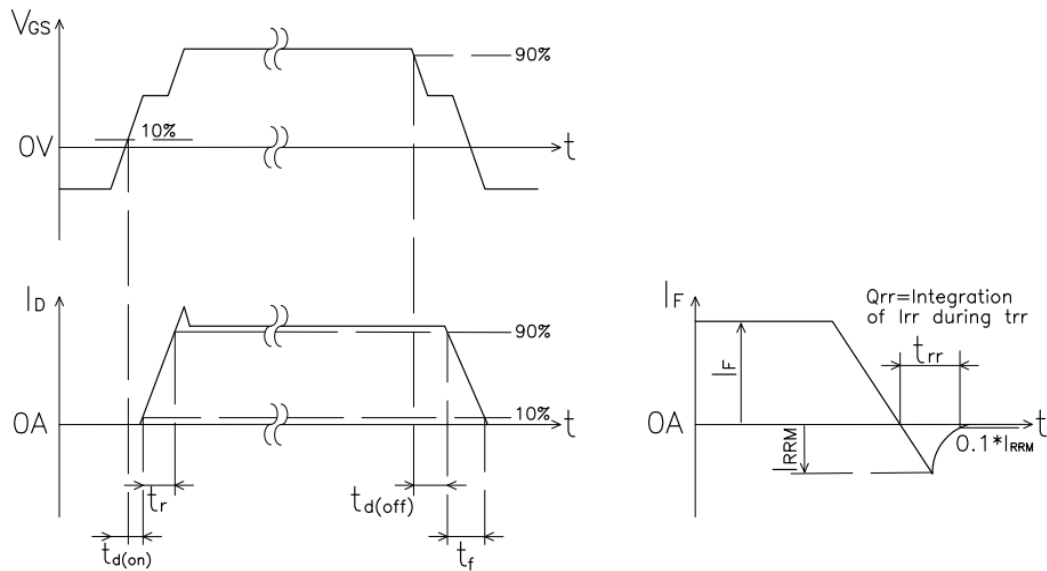 VGS
90%
10%
0V
t
ID
90%
10%
0A
t
tr
td(off)
td(on)
tf
IF
Qrr=Integration
of Irr during trr
trr
IF
0A
t
IRRM
0.1*IRRM